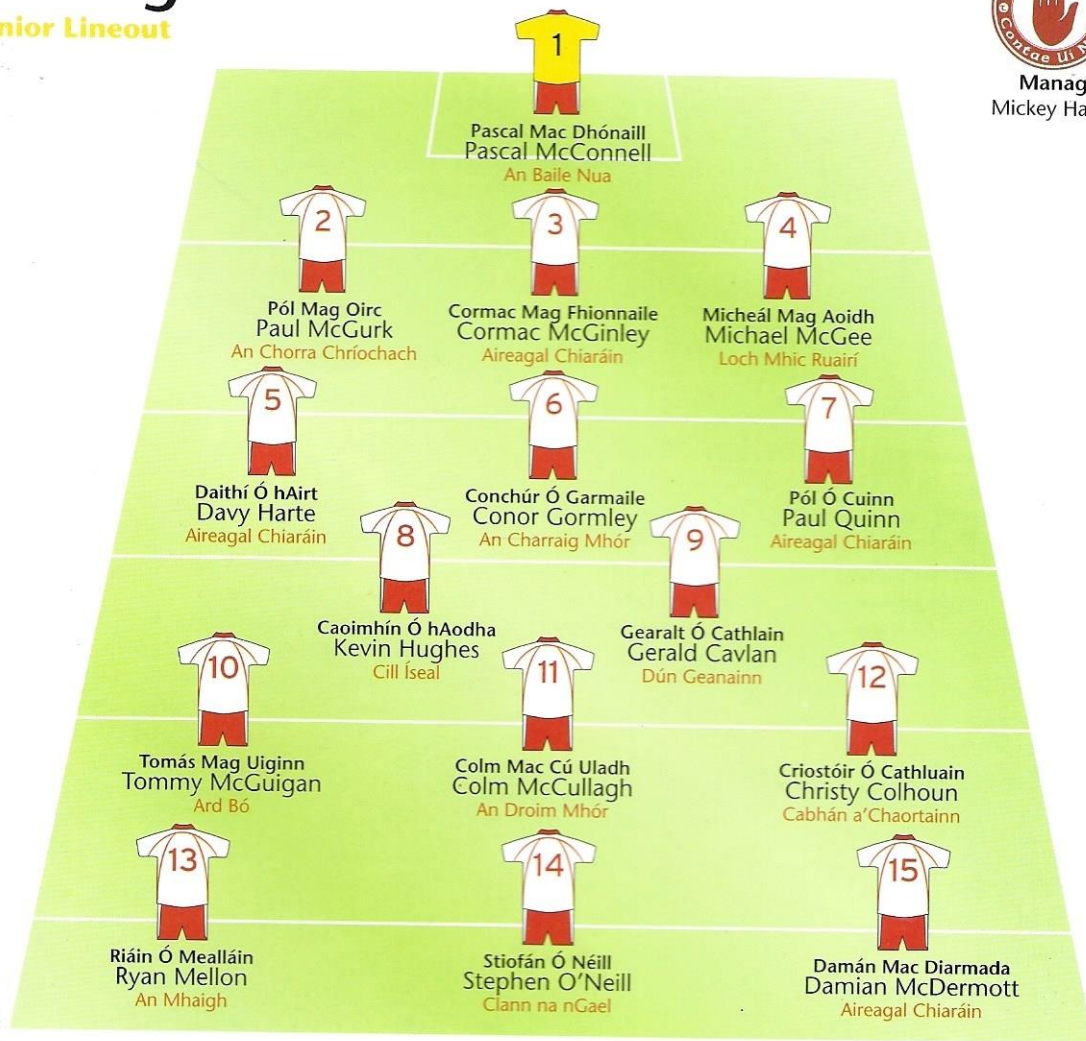 nior Lineout
Contae Uí
Manag
Mickey Ha
1
Pascal Mac Dhónaill
Pascal McConnell
An Baile Nua
2
3
4
Pól Mag Oirc
Paul McGurk
An Chorra Chríochach
Cormac Mag Fhionnaile
Cormac McGinley
Aireagal Chiaráin
Micheál Mag Aoidh
Michael McGee
Loch Mhic Ruairí
5
6
7
Daithí Ó hAirt
Davy Harte
Aireagal Chiaráin
Conchúr Ó Garmaile
Conor Gormley
An Charraig Mhór
Pól Ó Cuinn
Paul Quinn
Aireagal Chiaráin
8
9
Caoimhín Ó hAodha
Kevin Hughes
Cill Íseal
Gearalt Ó Cathlain
Gerald Cavlan
Dún Geanainn
10
11
12
Tomás Mag Uiginn
Tommy McGuigan
Ard Bó
Colm Mac Cú Uladh
Colm McCullagh
An Droim Mhór
Criostóir Ó Cathluain
Christy Colhoun
Cabhán a'Chaortainn
13
14
15
Riáin Ó Mealláin
Ryan Mellon
An Mhaigh
Stiofán Ó Néill
Stephen O'Neill
Clann na nGael
Damán Mac Diarmada
Damian McDermott
Aireagal Chiaráin